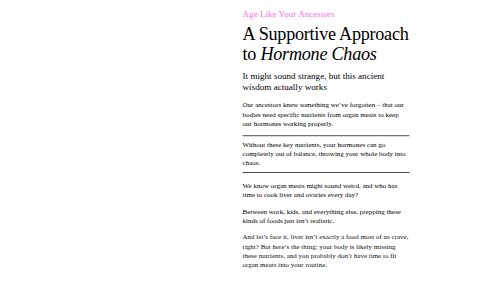 Age Like Your Ancestors
A Supportive Approach
to Hormone Chaos
It might sound strange, but this ancient
wisdom actually works
Our ancestors knew something we've forgotten – that our
bodies need specific nutrients from organ meats to keep
our hormones working properly.
Without these key nutrients, your hormones can go
completely out of balance, throwing your whole body into
chaos.
We know organ meats might sound weird, and who has
time to cook liver and ovaries every day?
Between work, kids, and everything else, prepping these
kinds of foods just isn't realistic.
And let's face it, liver isn't exactly a food most of us crave,
right? But here's the thing: your body is likely missing
these nutrients, and you probably don't have time to fit
organ meats into your routine.